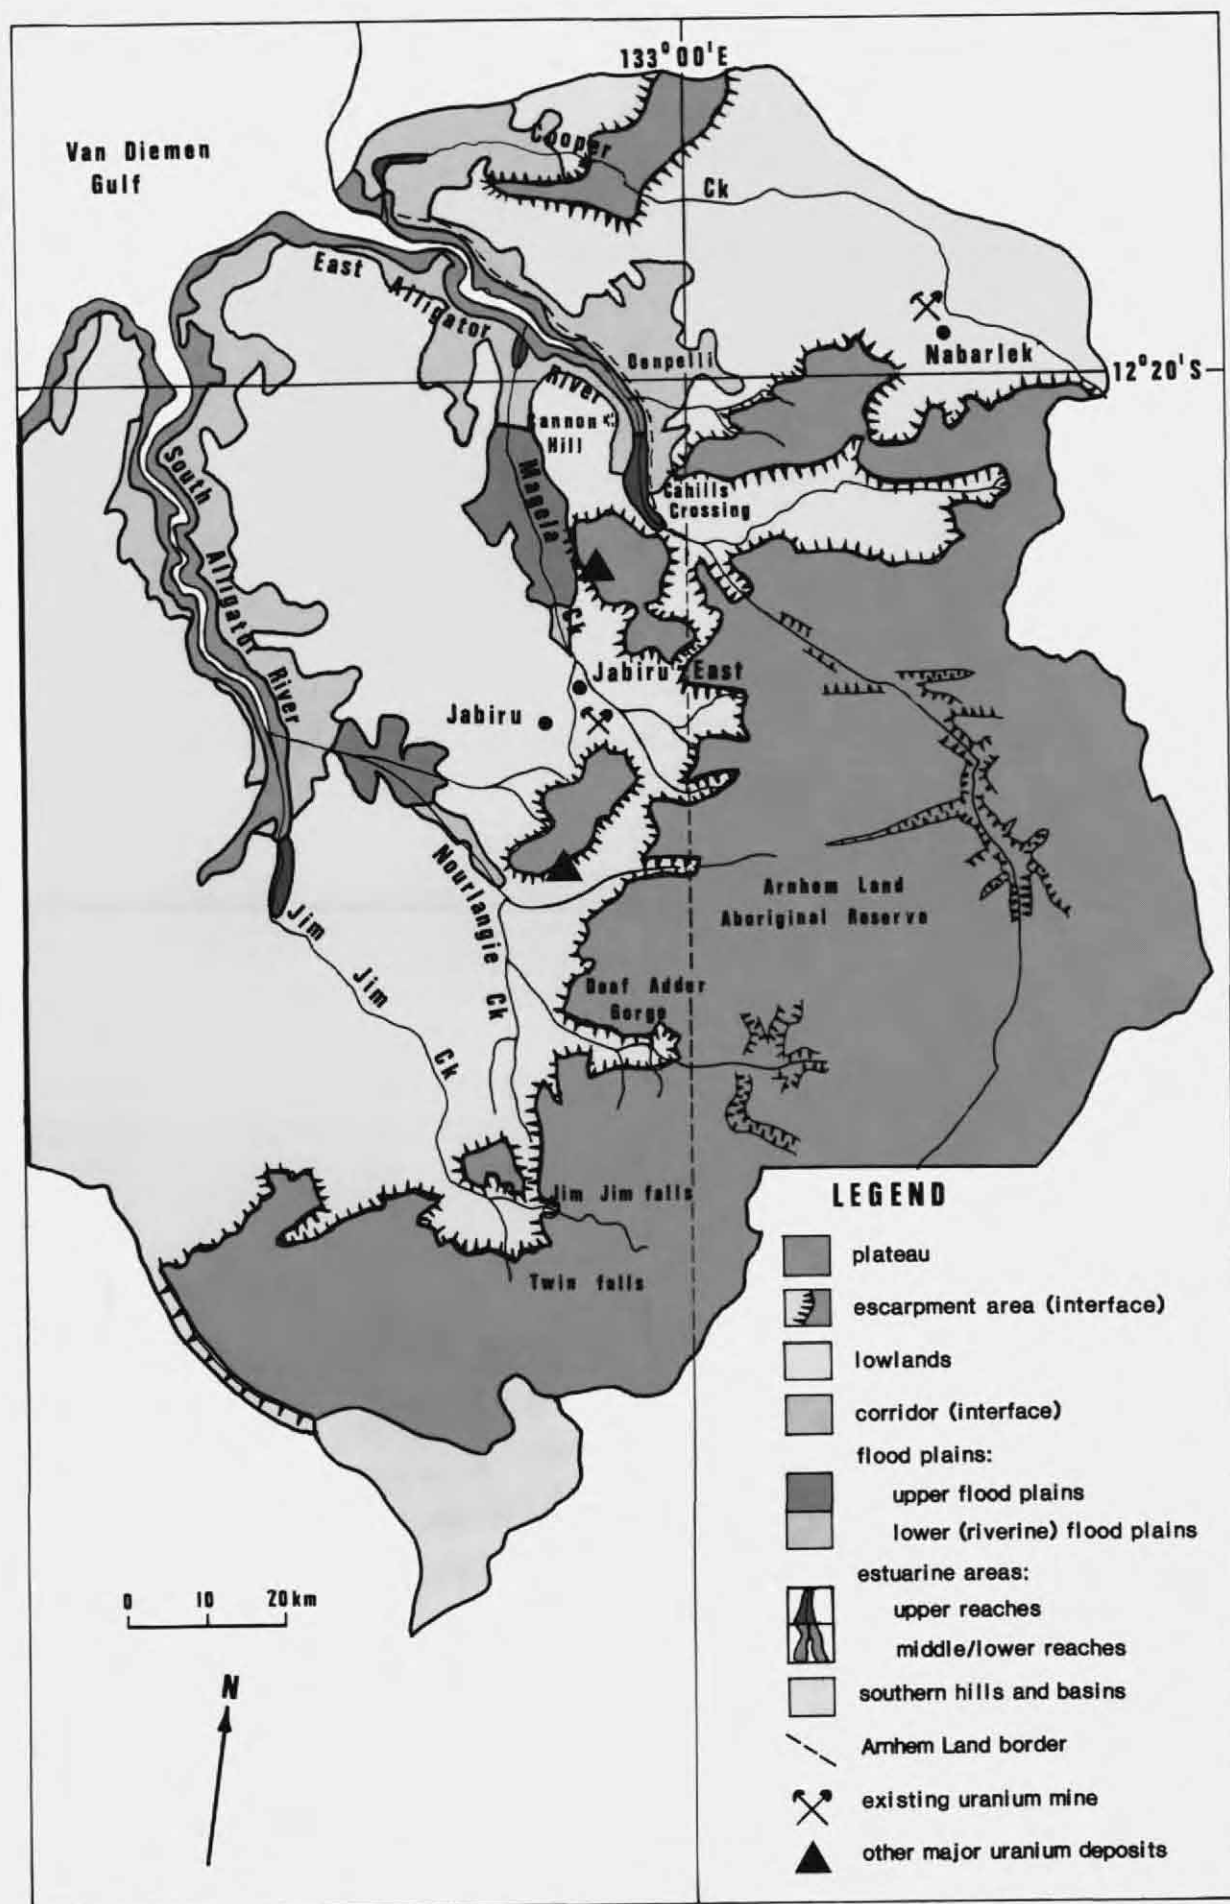 133°00'E
Van Diemen
Gulf
Cooper
Ck
East Alligator River
Oenpelli
Nabarlek
12°20'S
Cannon
Hill
South Alligator River
Magela
Ck
Cahills
Crossing
Jabiru East
Jabiru
Nourlangie Ck
Arnhem Land
Aboriginal Reserve
Jim Jim Ck
Deaf Adder
Gorge
Jim Jim falls
Twin falls
LEGEND
plateau
escarpment area (interface)
lowlands
corridor (interface)
flood plains:
upper flood plains
lower (riverine) flood plains
estuarine areas:
upper reaches
middle/lower reaches
southern hills and basins
Arnhem Land border
existing uranium mine
other major uranium deposits
0 10 20km
N